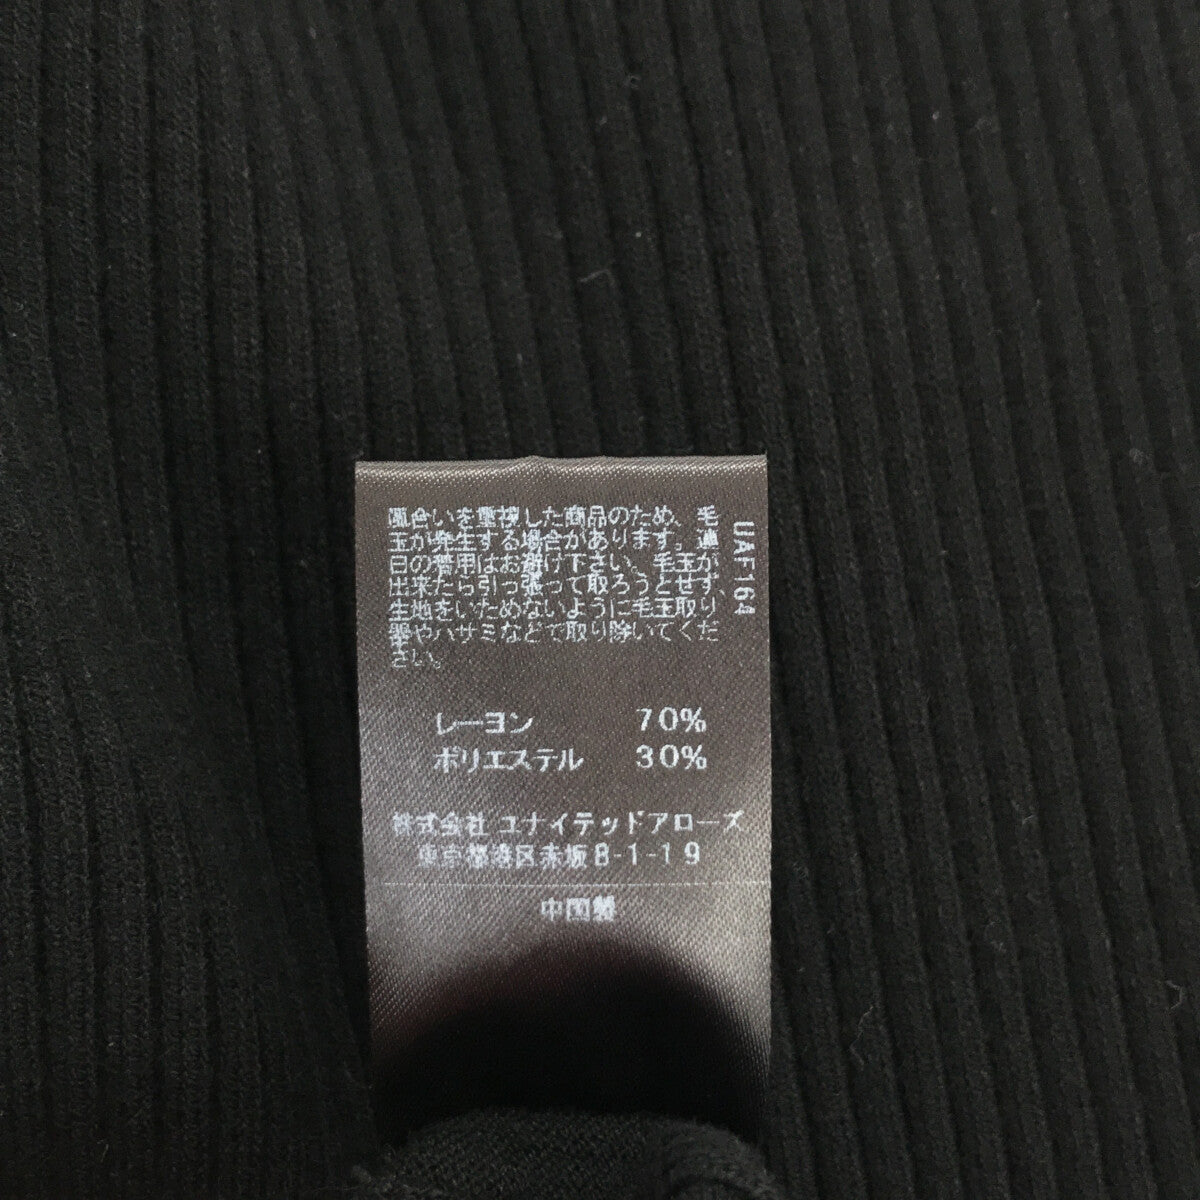 風合いを重視した商品のため、毛
玉が発生する場合があります。連
日の着用はお避け下さい。毛玉が
出来たら引っ張って取ろうとせず、
生地をいためないように毛玉取り
器やハサミなどで取り除いてくだ
さい。
UAF164
レーヨン 70%
ポリエステル 30%
株式会社 ユナイテッドアローズ
東京都港区赤坂8-1-19
中国製